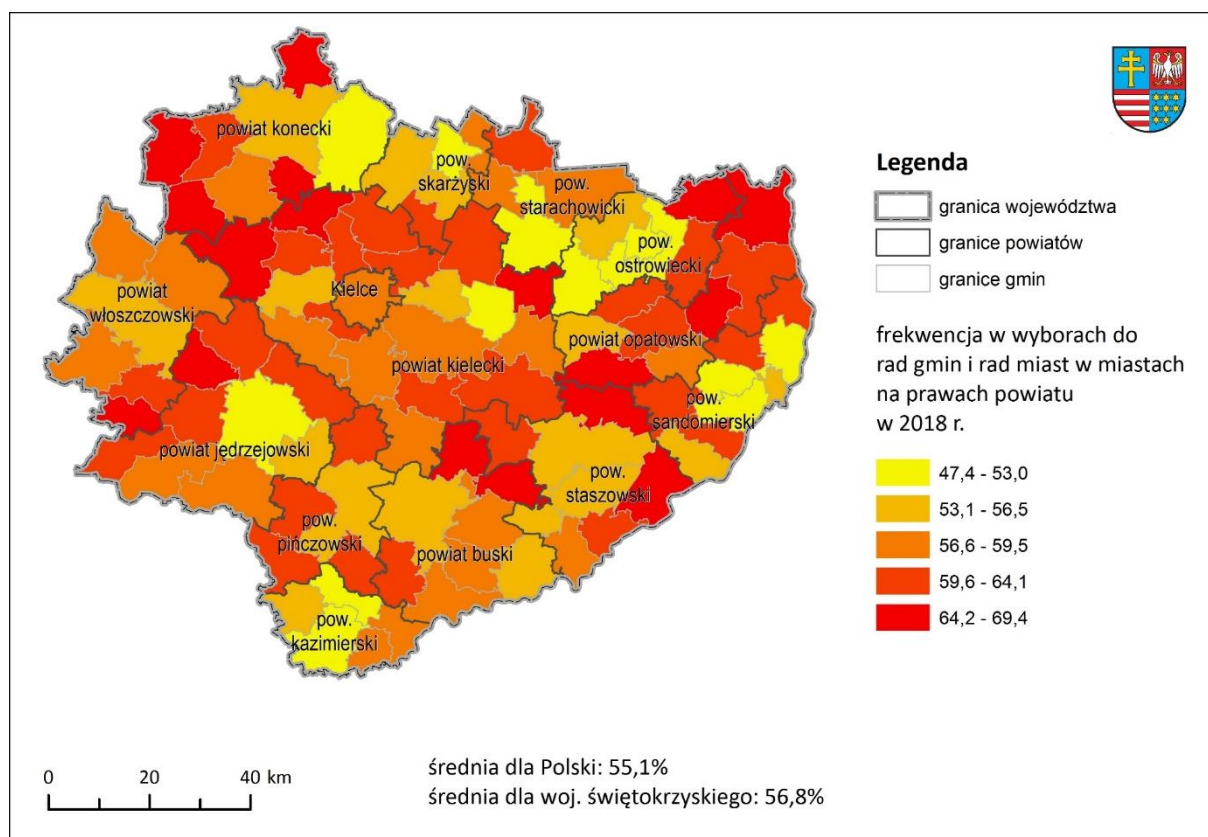 powiat konecki
pow.
skarżyski
pow.
starachowicki
pow.
ostrowiecki
powiat
włoszczowski
Kielce
powiat opatowski
powiat kielecki
pow.
sandomierski
powiat jędrzejowski
pow.
staszowski
pow.
pińczowski
powiat buski
pow.
kazimierski
Legenda
granica województwa
granice powiatów
granice gmin
frekwencja w wyborach do
rad gmin i rad miast w miastach
na prawach powiatu
w 2018 r.
47,4 - 53,0
53,1 - 56,5
56,6 - 59,5
59,6 - 64,1
64,2 - 69,4
0 20 40 km
średnia dla Polski: 55,1%
średnia dla woj. świętokrzyskiego: 56,8%